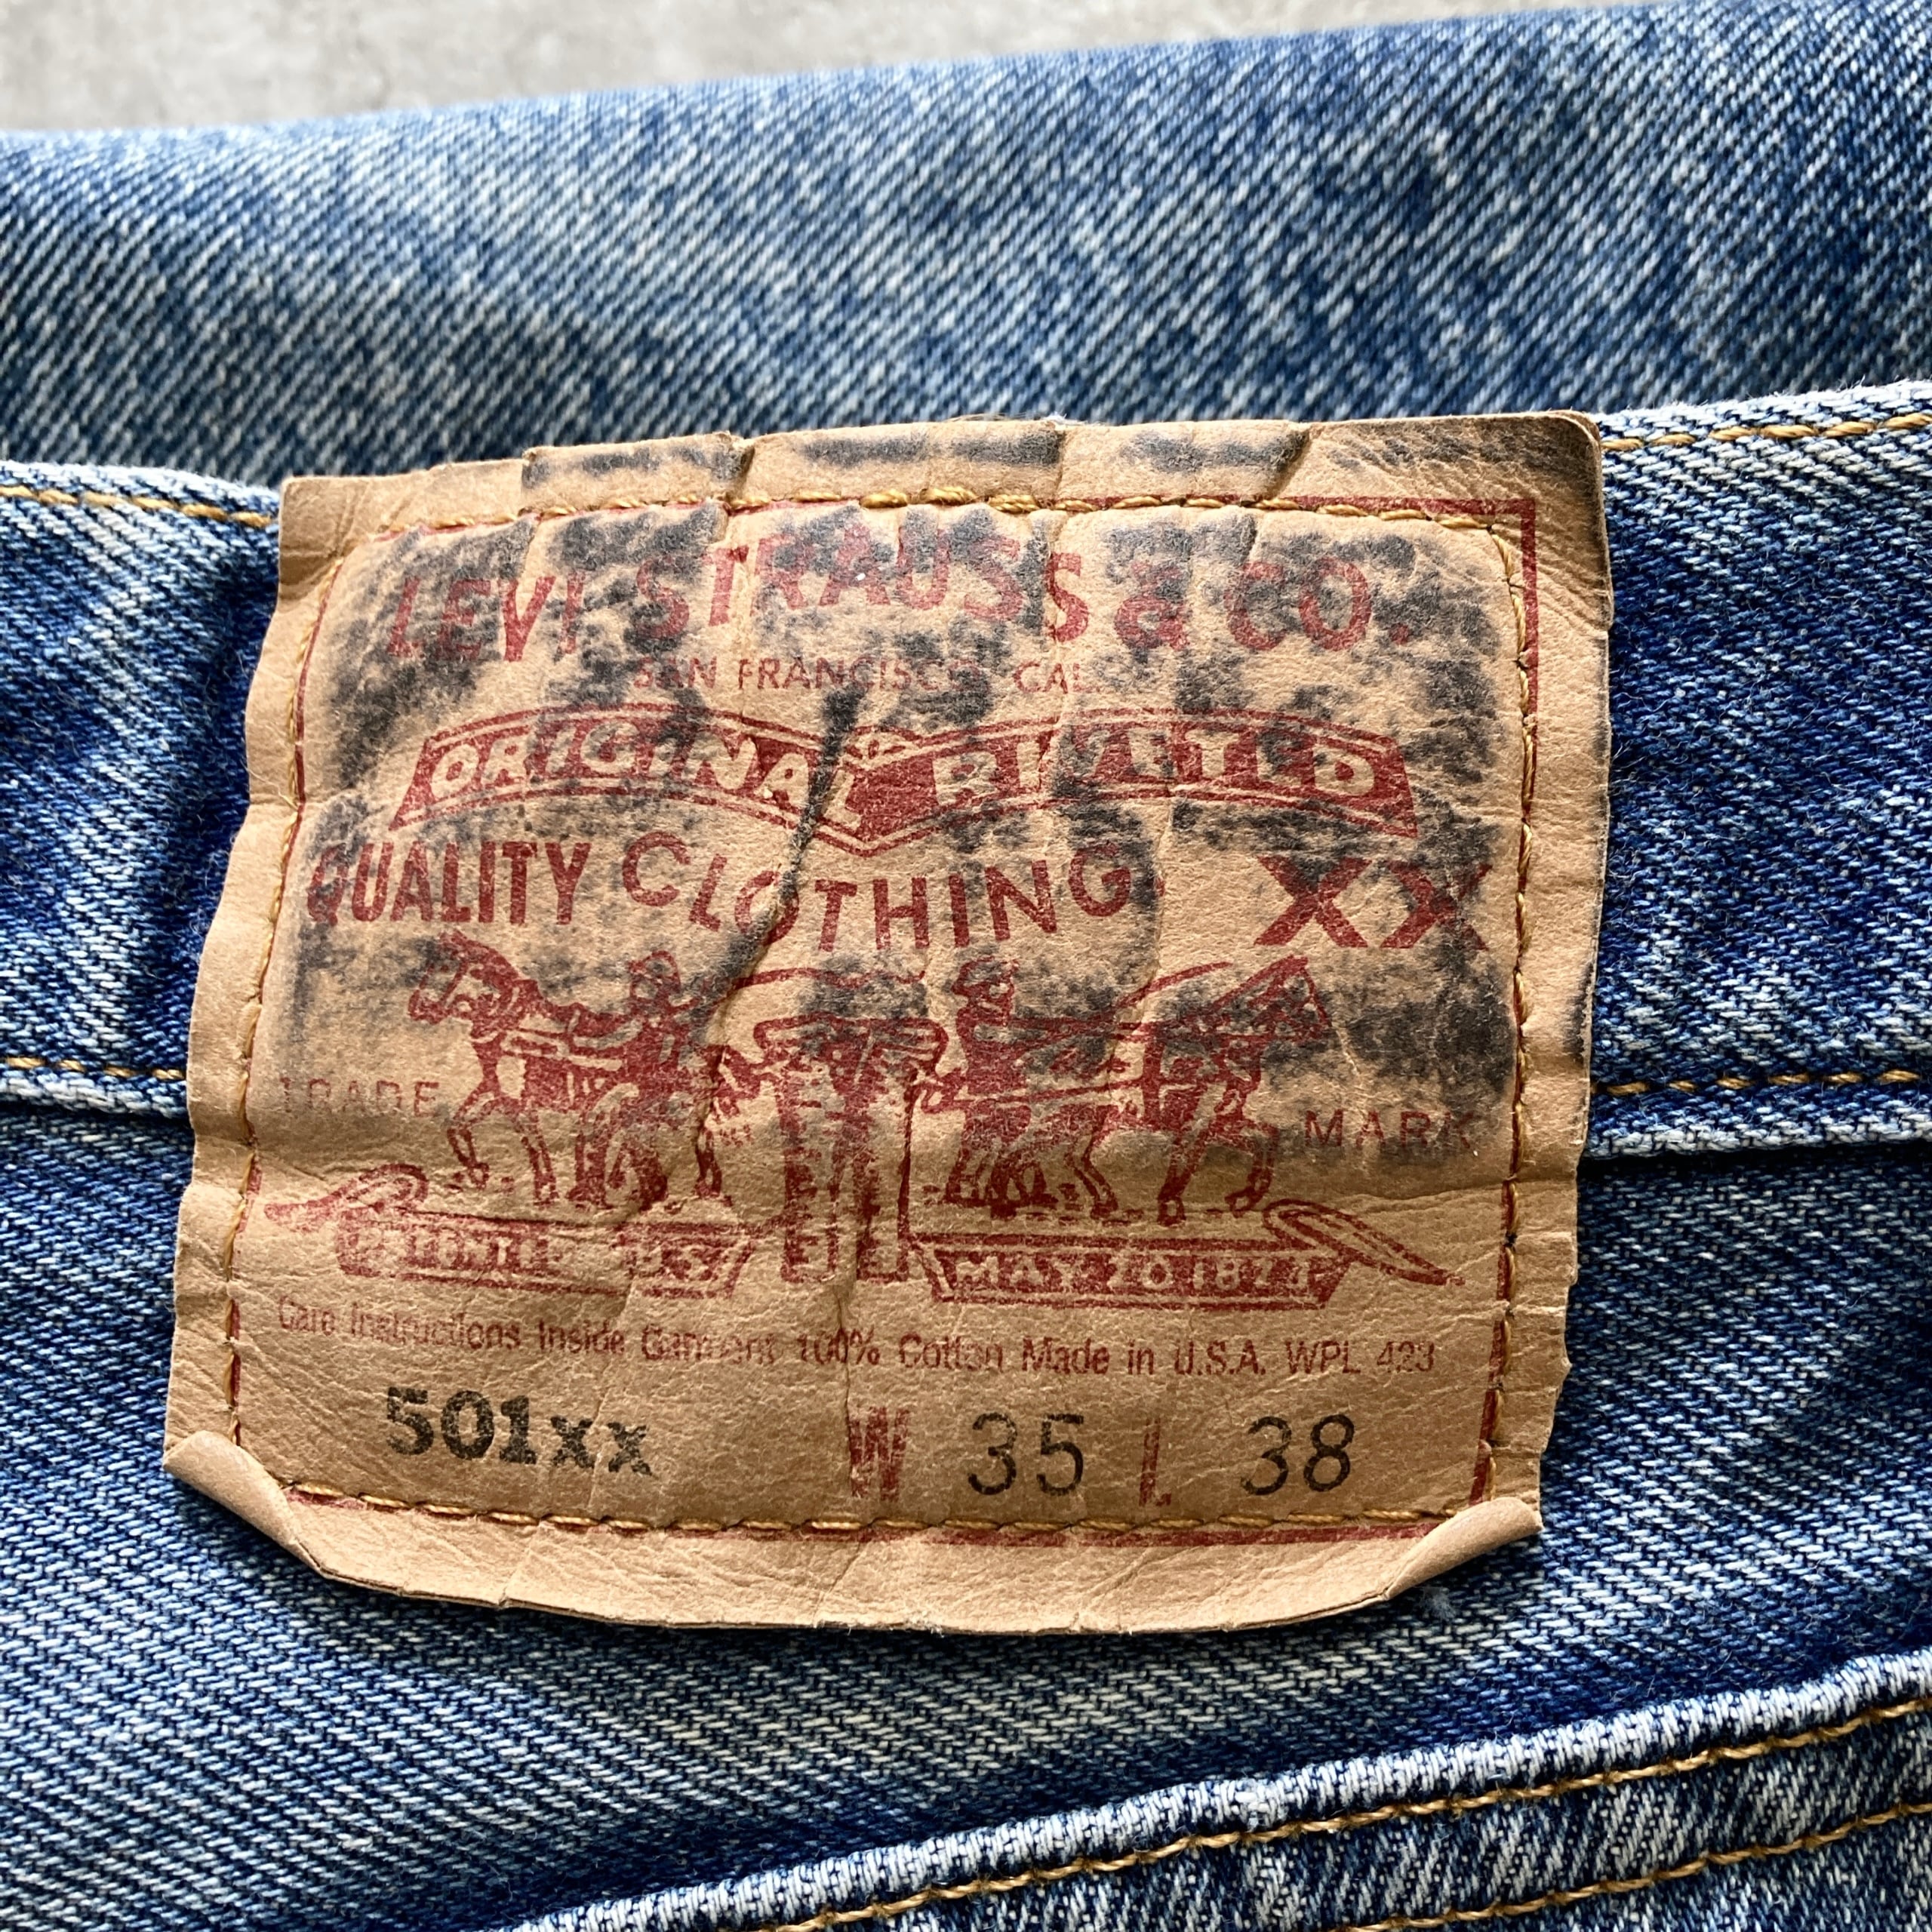 LEVI STRAUSS & CO.
SAN FRANCISCO, CAL.
ORIGINAL RIVETED
QUALITY CLOTHING XX
TRADE MARK
PATENTED U.S. MAY 20 1873
Care Instructions Inside Garment 100% Cotton Made in U.S.A. WPL 423
501xx W 35 L 38